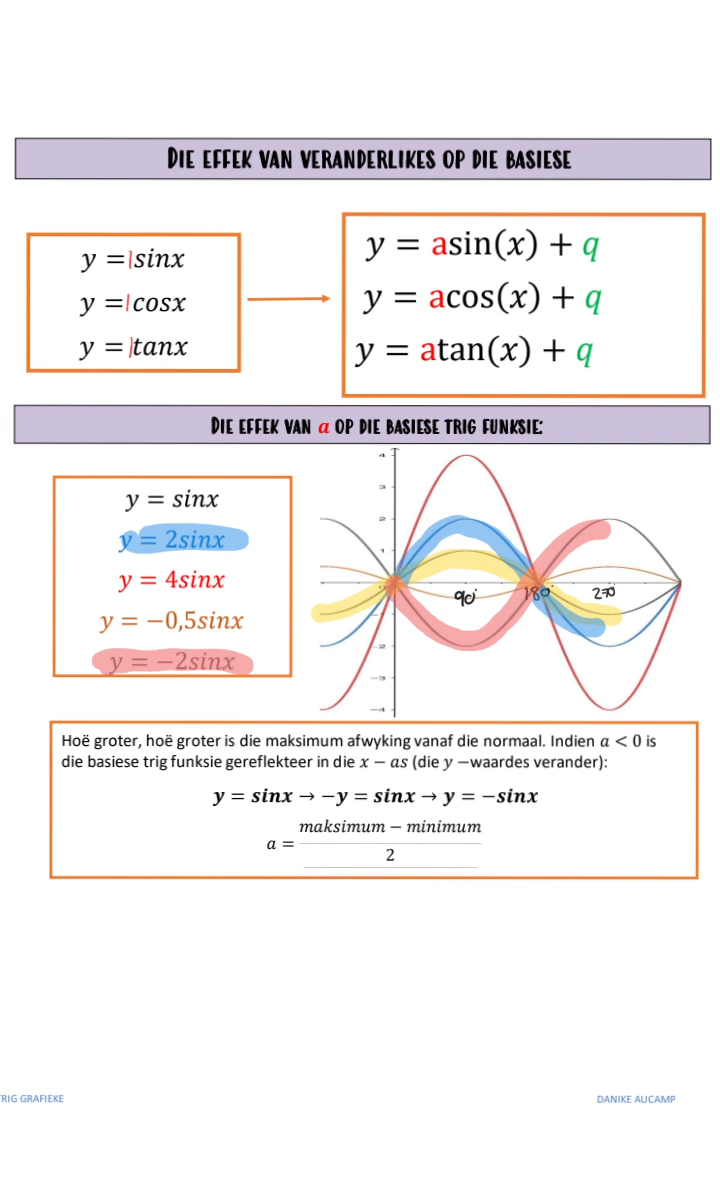 DIE EFFEK VAN VERANDERLIKES OP DIE BASIESE
y = 1sinx
y = 1cosx
y = 1tanx
y = asin(x) + q
y = acos(x) + q
y = atan(x) + q
DIE EFFEK VAN a OP DIE BASIESE TRIG FUNKSIE:
y = sinx
y = 2sinx
y = 4sinx
y = −0,5sinx
y = −2sinx
4
3
2
1
90°
180°
270
−2
−3
−4
Hoë groter, hoë groter is die maksimum afwyking vanaf die normaal. Indien a < 0 is
die basiese trig funksie gereflekteer in die x − as (die y −waardes verander):
y = sinx → −y = sinx → y = −sinx
a = maksimum − minimum
2
TRIG GRAFIEKE
DANIKE AUCAMP